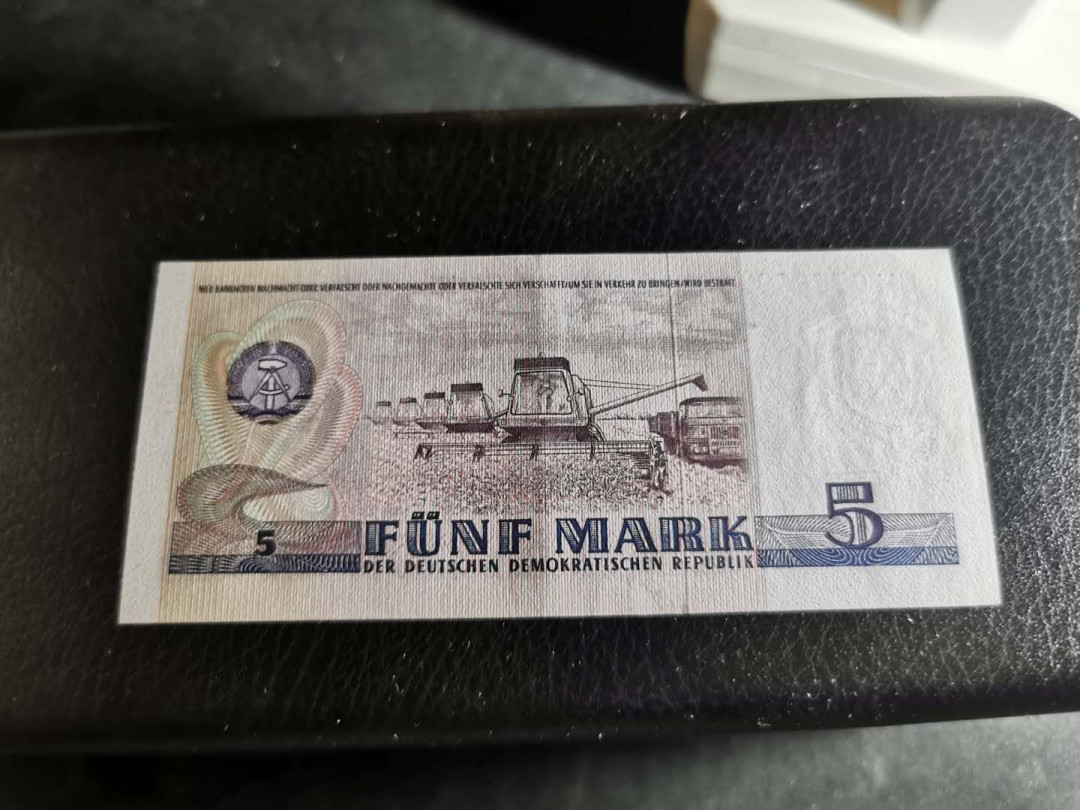 WER BANKNOTEN NACHMACHT ODER VERFÄLSCHT ODER NACHGEMACHTE ODER VERFÄLSCHTE SICH VERSCHAFFT/UM SIE IN VERKEHR ZU BRINGEN/WIRD BESTRAFT
5
FÜNF MARK
5
DER DEUTSCHEN DEMOKRATISCHEN REPUBLIK